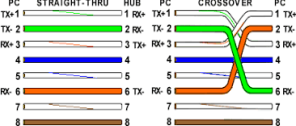 PC STRAIGHT-THRU HUB PC CROSSOVER PC
TX+ 1 1 RX+ TX+ 1 1 TX+
TX- 2 2 RX- TX- 2 2 TX-
RX+ 3 3 TX+ RX+ 3 3 RX+
4 4 4 4
5 5 5 5
RX- 6 6 TX- RX- 6 6 RX-
7 7 7 7
8 8 8 8